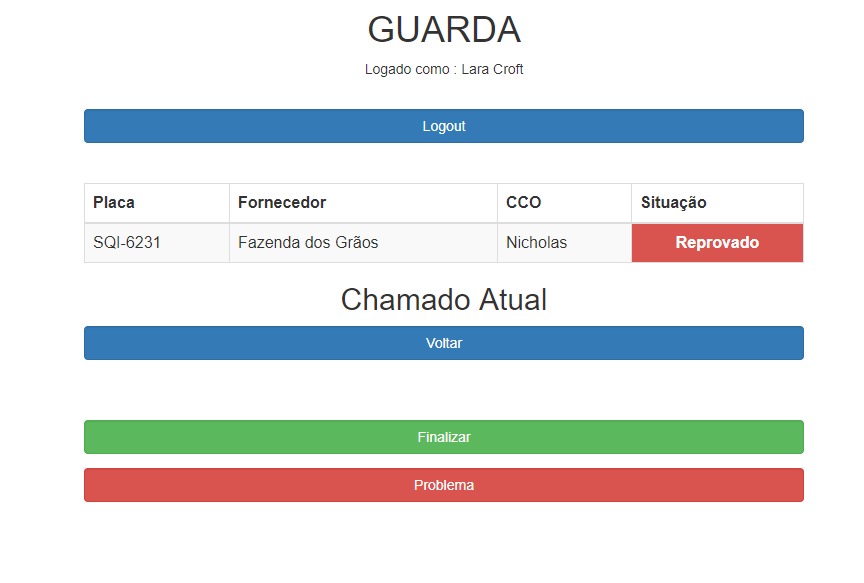 GUARDA
Logado como : Lara Croft
Logout
Placa Fornecedor CCO Situação
SQI-6231 Fazenda dos Grãos Nicholas Reprovado
Chamado Atual
Voltar
Finalizar
Problema